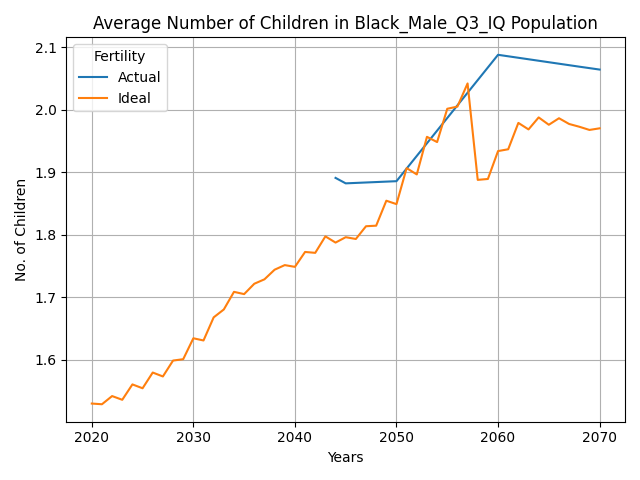 Average Number of Children in Black_Male_Q3_IQ Population
Fertility
Actual
Ideal
No. of Children
2.1
2.0
1.9
1.8
1.7
1.6
2020 2030 2040 2050 2060 2070
Years